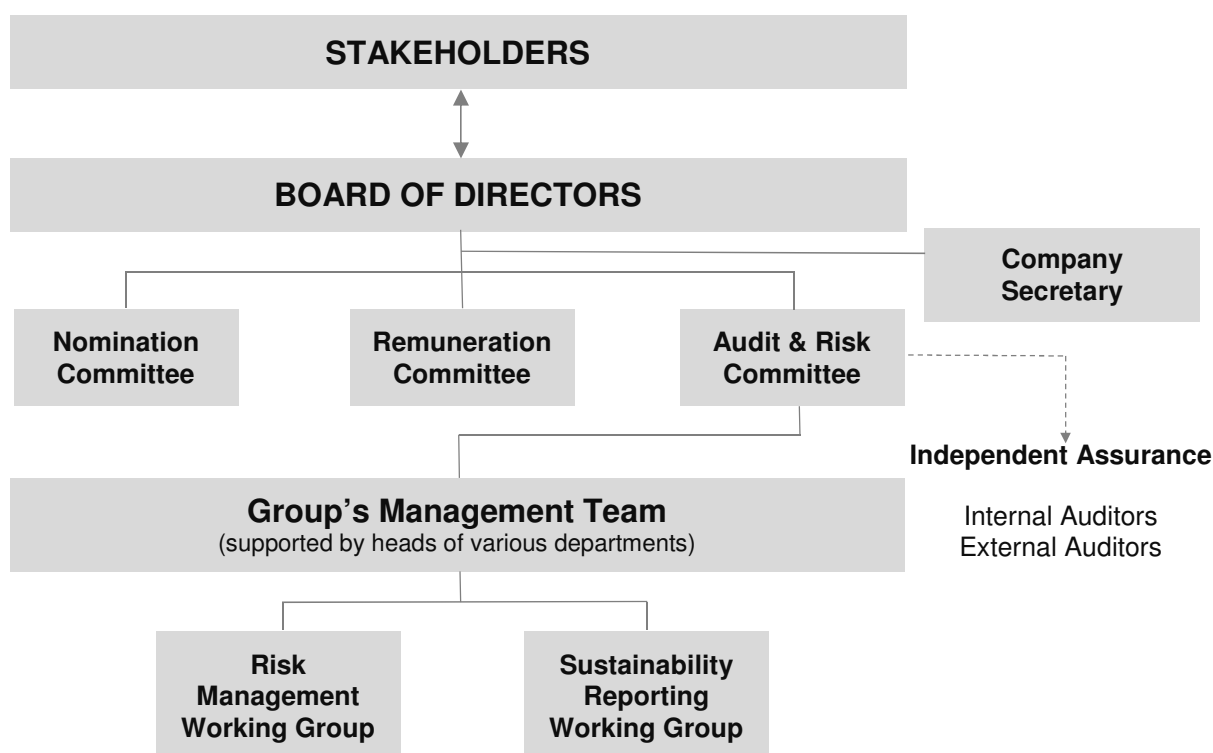 STAKEHOLDERS
BOARD OF DIRECTORS
Company
Secretary
Nomination
Committee
Remuneration
Committee
Audit & Risk
Committee
Independent Assurance
Internal Auditors
External Auditors
Group’s Management Team
(supported by heads of various departments)
Risk
Management
Working Group
Sustainability
Reporting
Working Group